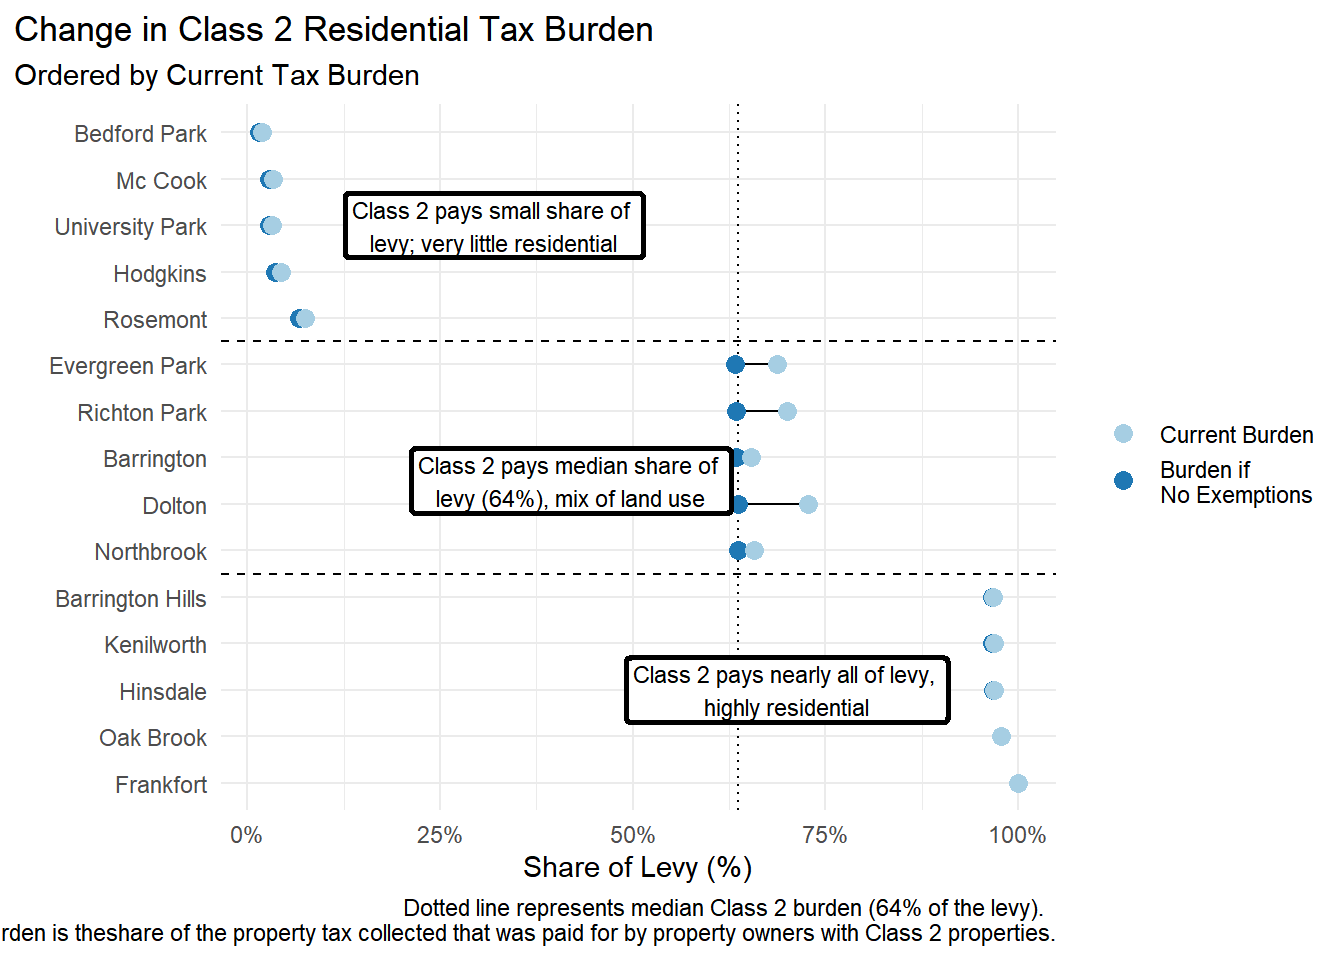 Change in Class 2 Residential Tax Burden
Ordered by Current Tax Burden
Bedford Park
Mc Cook
University Park
Hodgkins
Rosemont
Evergreen Park
Richton Park
Barrington
Dolton
Northbrook
Barrington Hills
Kenilworth
Hinsdale
Oak Brook
Frankfort
Class 2 pays small share of
levy; very little residential
Class 2 pays median share of
levy (64%), mix of land use
Class 2 pays nearly all of levy,
highly residential
0%
25%
50%
75%
100%
Share of Levy (%)
Current Burden
Burden if
No Exemptions
Dotted line represents median Class 2 burden (64% of the levy).
rden is theshare of the property tax collected that was paid for by property owners with Class 2 properties.